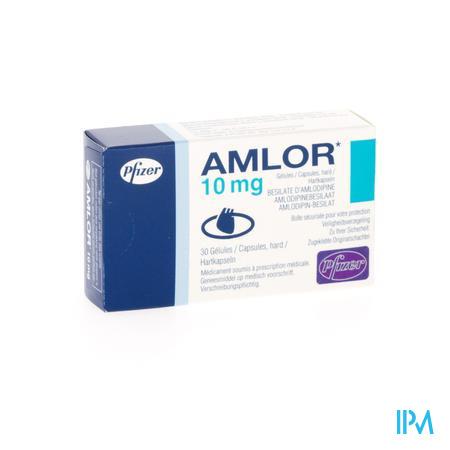 Pfizer
AMLOR*
10 mg
Gélules / Capsules, hard /
Hartkapseln
BESILATE D'AMLODIPINE
AMLODIPINEBESILAAT
AMLODIPIN-BESILAT
Boîte sécurisée pour votre protection
Veiligheidsverzegeling
Zu Ihrer Sicherheit
Zugeklebte Originalschachtel
30 Gélules / Capsules, hard /
Hartkapseln
Médicament soumis à prescription médicale.
Geneesmiddel op medisch voorschrift.
Verschreibungspflichtig.
Pfizer
AMLOR*
10 mg
IPM